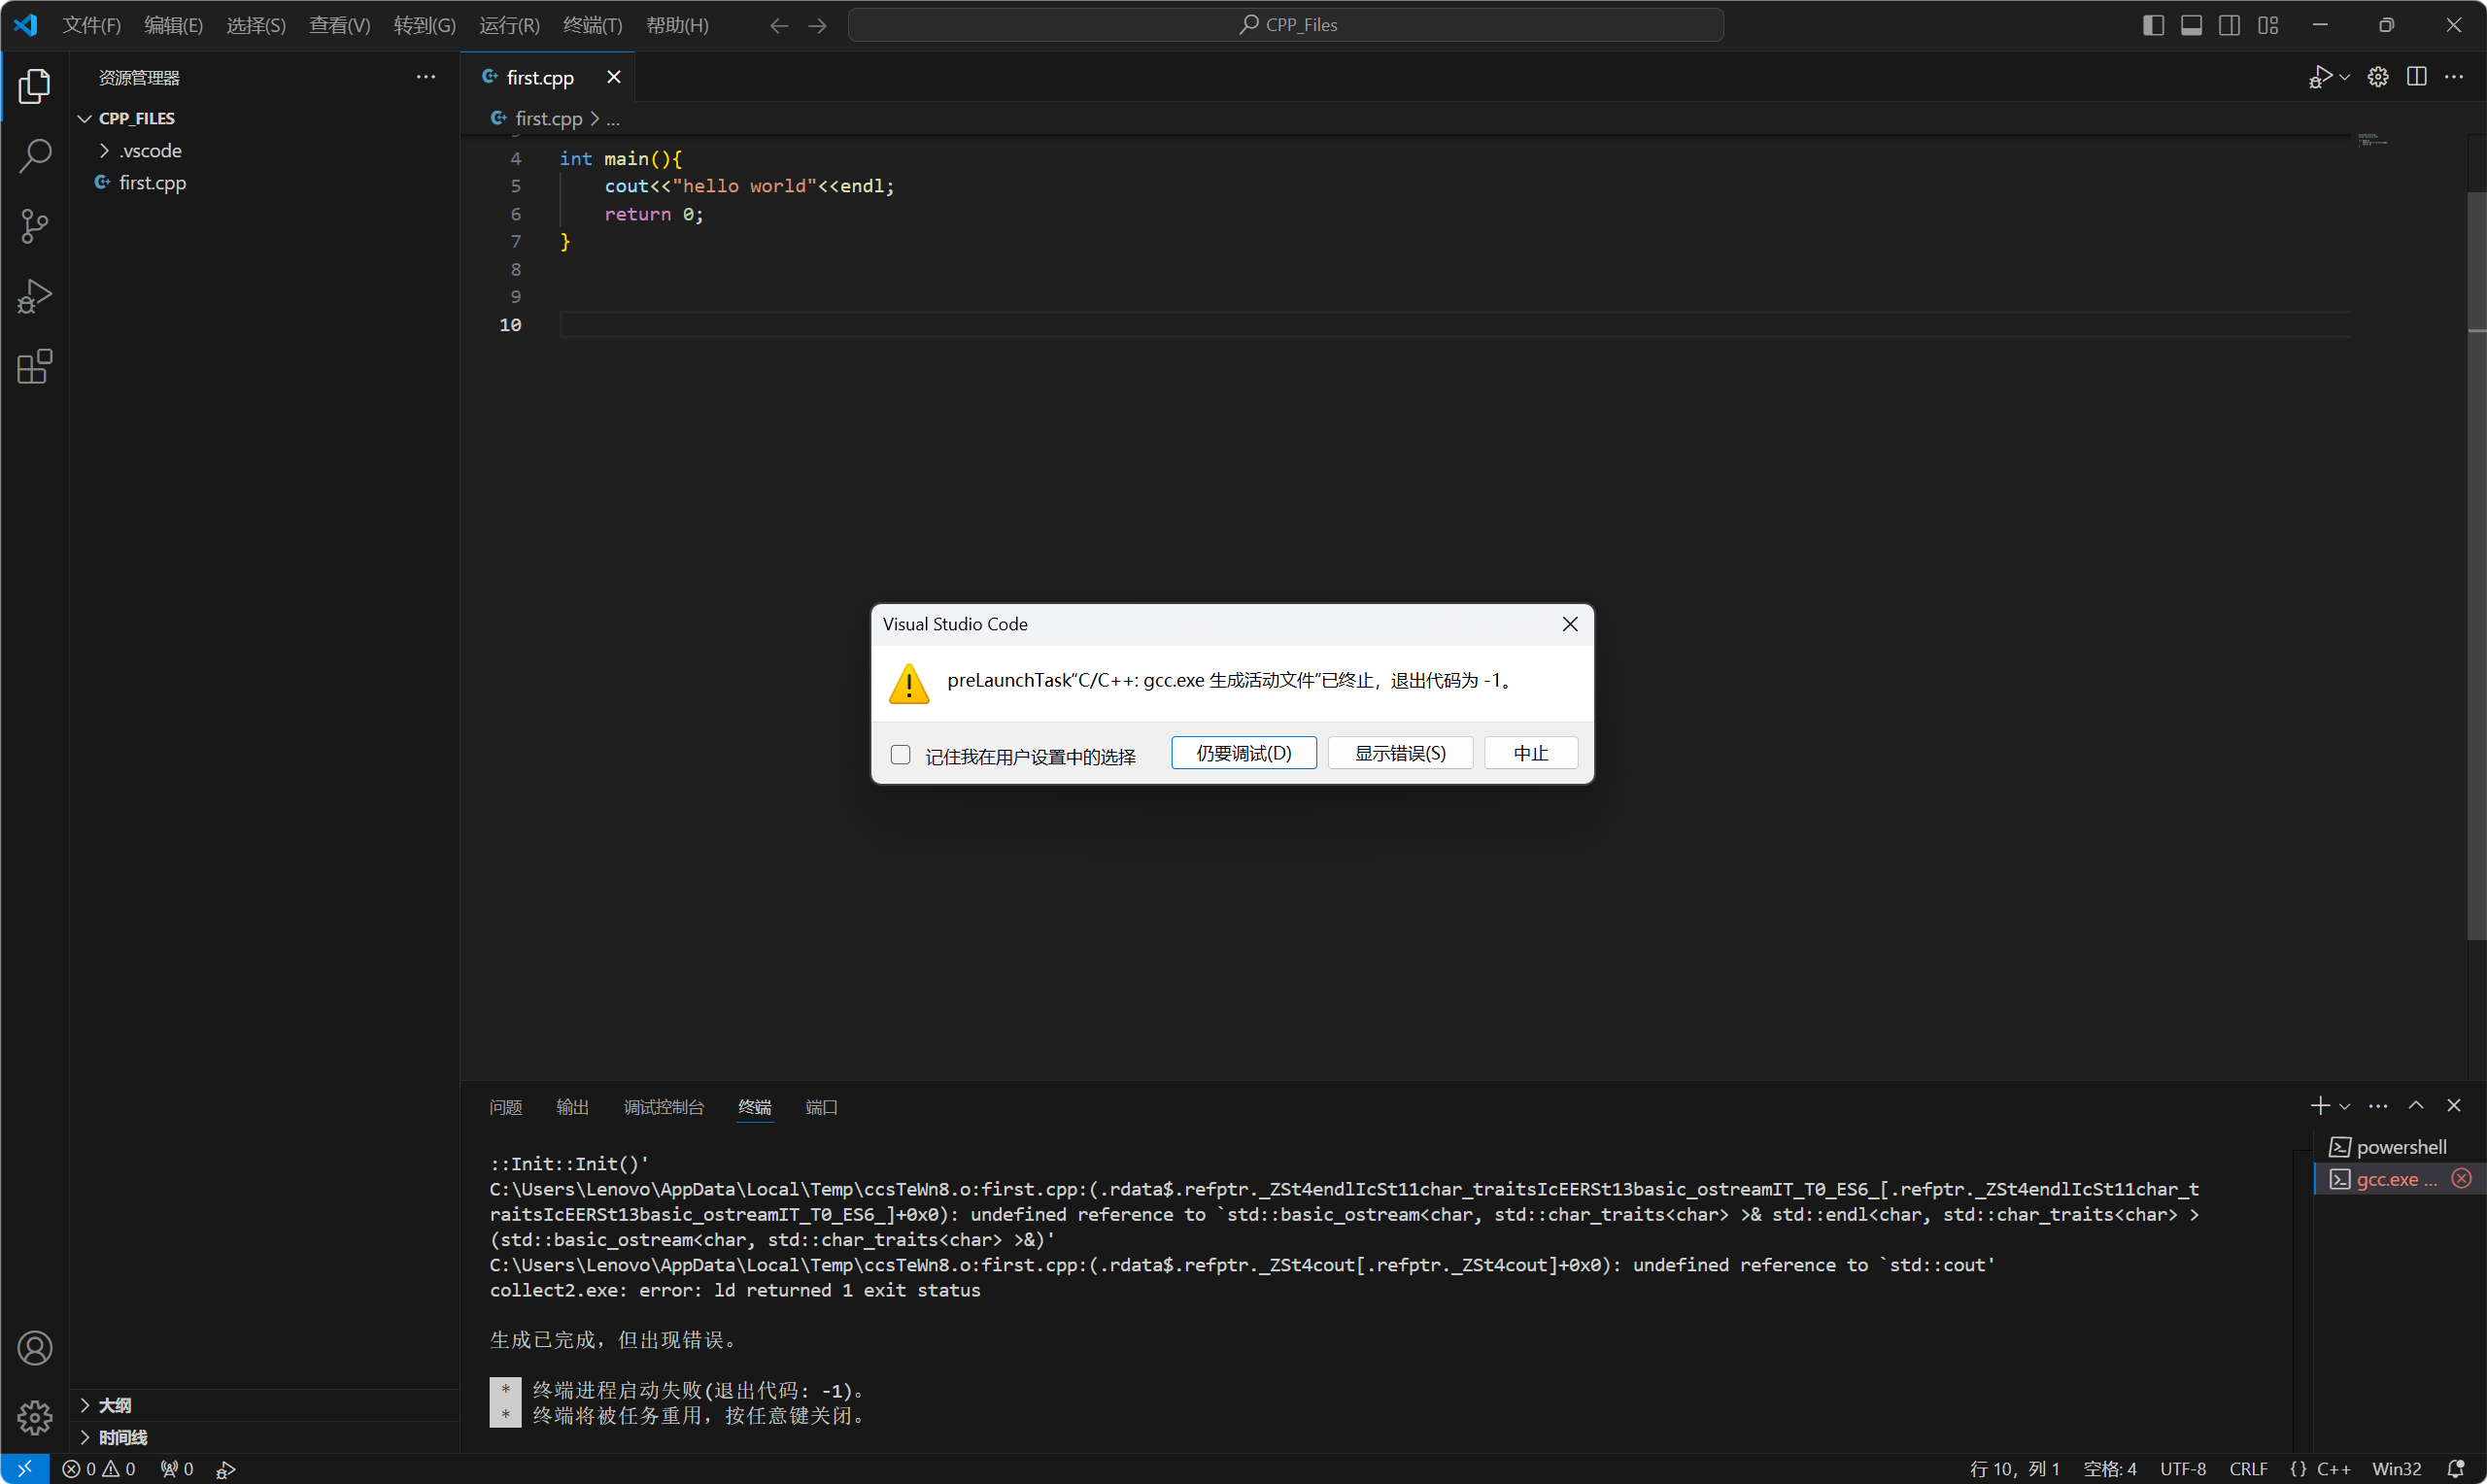 文件(F) 编辑(E) 选择(S) 查看(V) 转到(G) 运行(R) 终端(T) 帮助(H) CPP_Files
资源管理器
first.cpp
CPP_FILES
first.cpp > ...
.vscode
first.cpp
4 int main(){
5 cout<<"hello world"<<endl;
6 return 0;
7 }
8
9
10
Visual Studio Code
preLaunchTask“C/C++: gcc.exe 生成活动文件”已终止，退出代码为 -1。
记住我在用户设置中的选择 仍要调试(D) 显示错误(S) 中止
问题 输出 调试控制台 终端 端口
powershell
gcc.exe ...
::Init::Init()'
C:\Users\Lenovo\AppData\Local\Temp\ccsTeWn8.o:first.cpp:(.rdata$.refptr._ZSt4endlIcSt11char_traitsIcEERSt13basic_ostreamIT_T0_ES6_[.refptr._ZSt4endlIcSt11char_t
raitsIcEERSt13basic_ostreamIT_T0_ES6_]+0x0): undefined reference to `std::basic_ostream<char, std::char_traits<char> >& std::endl<char, std::char_traits<char> >
(std::basic_ostream<char, std::char_traits<char> >&)'
C:\Users\Lenovo\AppData\Local\Temp\ccsTeWn8.o:first.cpp:(.rdata$.refptr._ZSt4cout[.refptr._ZSt4cout]+0x0): undefined reference to `std::cout'
collect2.exe: error: ld returned 1 exit status
生成已完成，但出现错误。
* 终端进程启动失败(退出代码: -1)。
* 终端将被任务重用，按任意键关闭。
大纲
时间线
0 0 0 行 10，列 1 空格: 4 UTF-8 CRLF {} C++ Win32